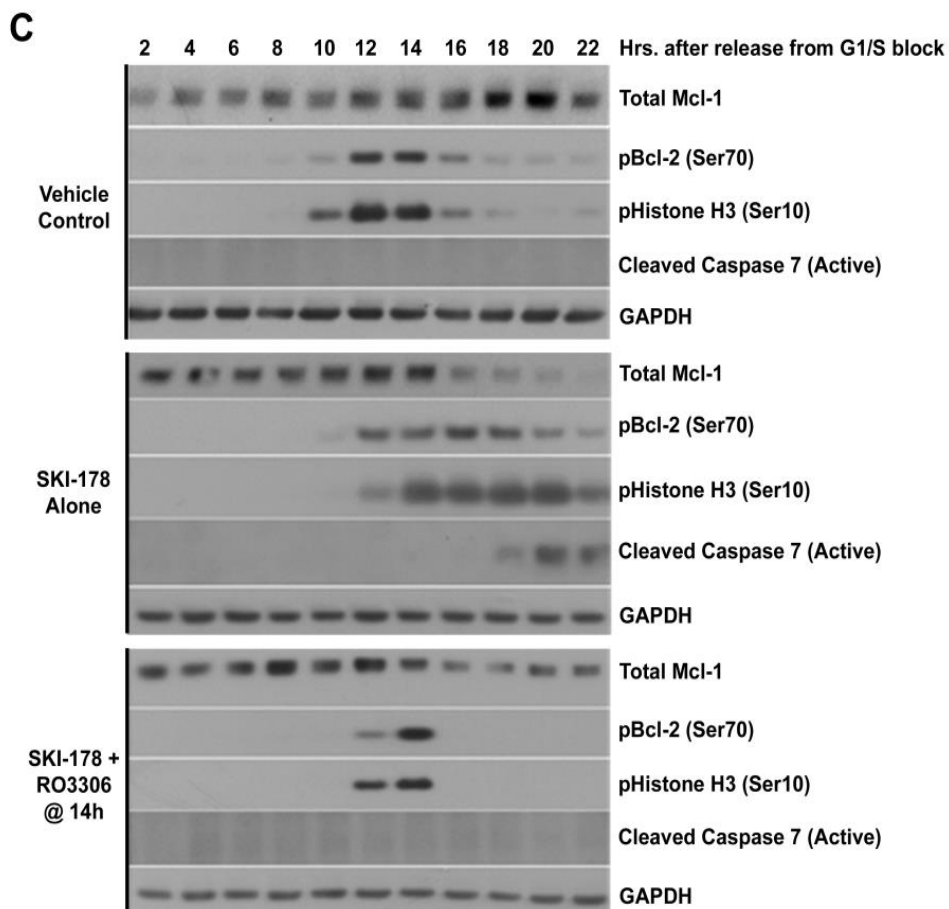 C
2 4 6 8 10 12 14 16 18 20 22 Hrs. after release from G1/S block
Total Mcl-1
pBcl-2 (Ser70)
Vehicle
Control
pHistone H3 (Ser10)
Cleaved Caspase 7 (Active)
GAPDH
Total Mcl-1
pBcl-2 (Ser70)
SKI-178
Alone
pHistone H3 (Ser10)
Cleaved Caspase 7 (Active)
GAPDH
Total Mcl-1
pBcl-2 (Ser70)
SKI-178 +
RO3306
@ 14h
pHistone H3 (Ser10)
Cleaved Caspase 7 (Active)
GAPDH